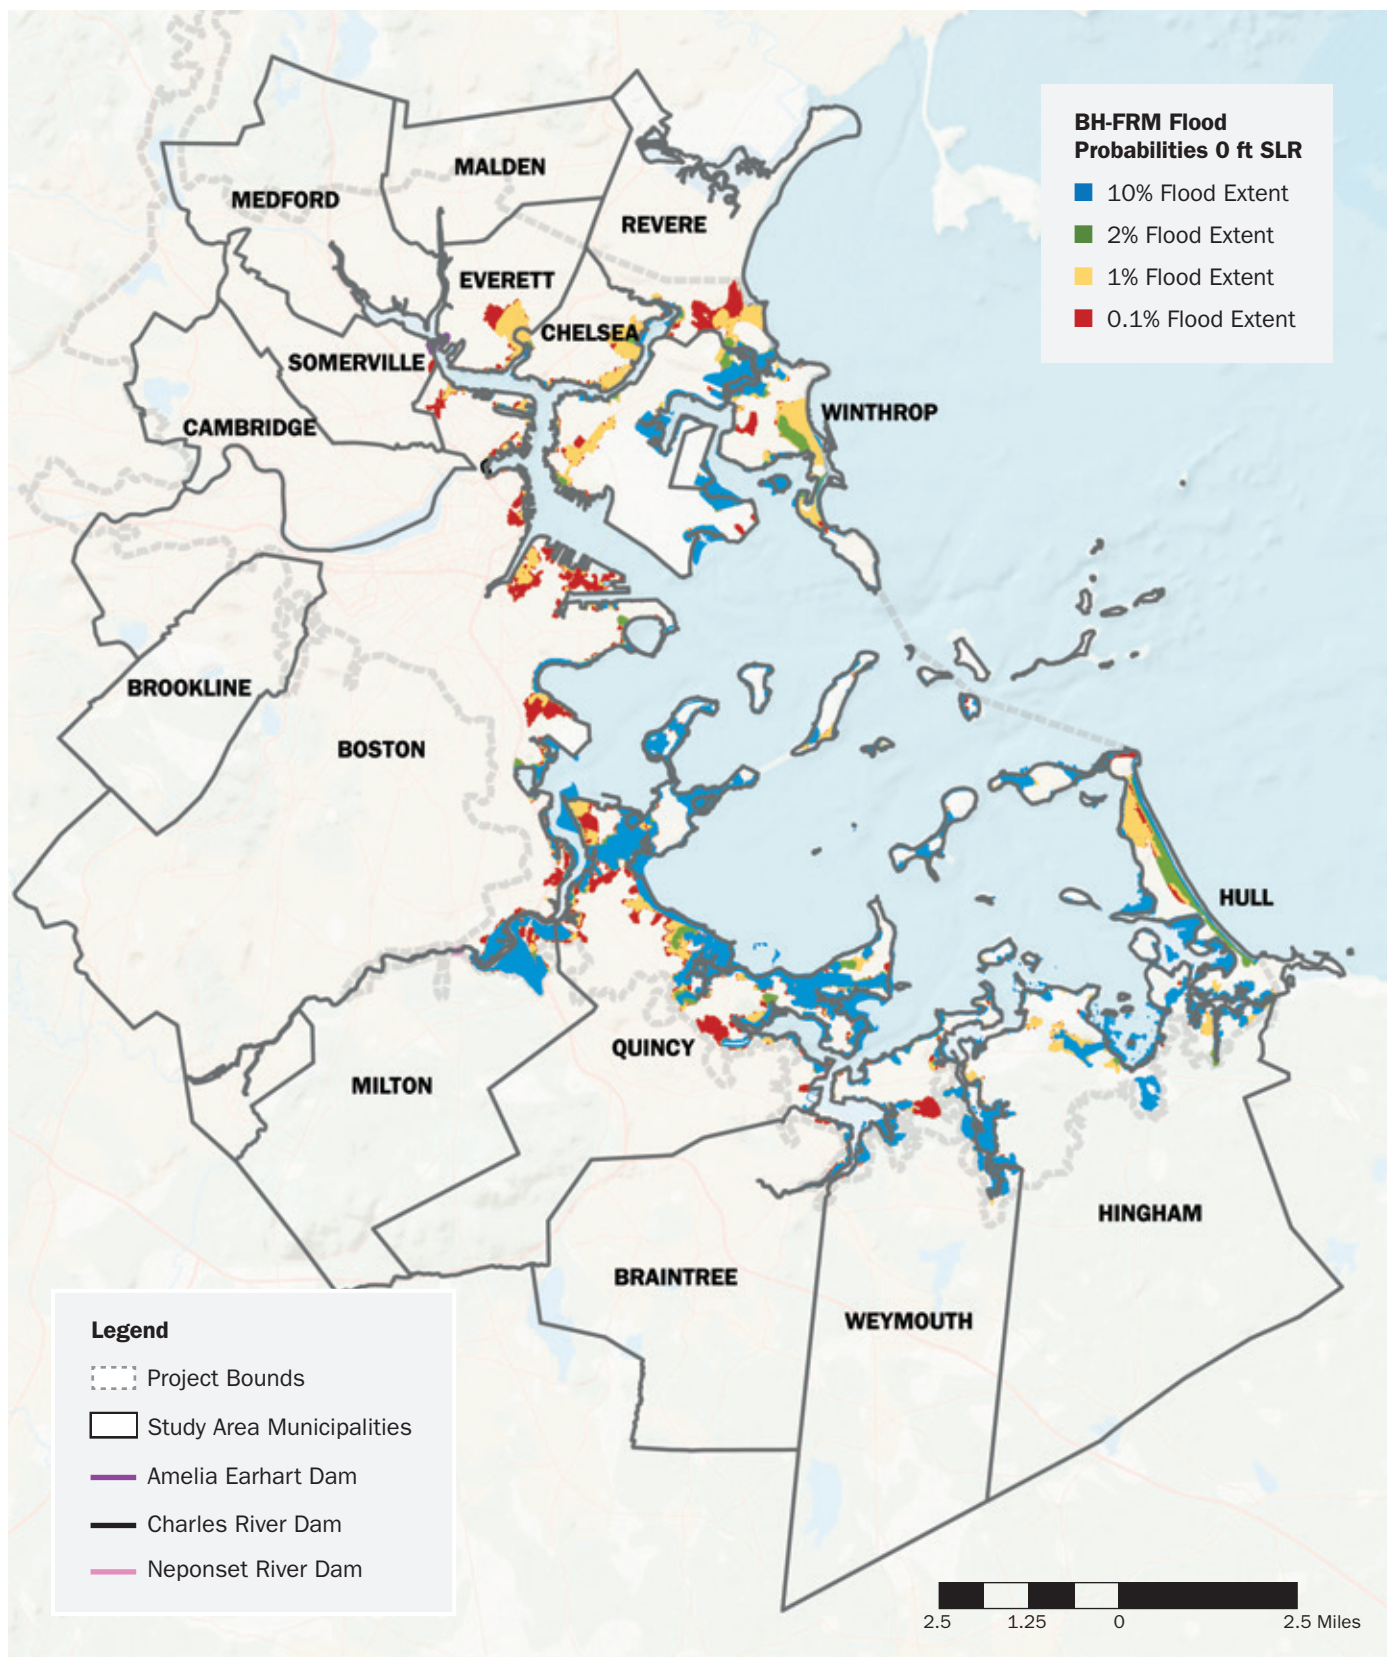 BH-FRM Flood
Probabilities 0 ft SLR
10% Flood Extent
2% Flood Extent
1% Flood Extent
0.1% Flood Extent
MALDEN
MEDFORD
REVERE
EVERETT
CHELSEA
SOMERVILLE
WINTHROP
CAMBRIDGE
BROOKLINE
BOSTON
HULL
QUINCY
MILTON
HINGHAM
BRAINTREE
WEYMOUTH
Legend
Project Bounds
Study Area Municipalities
Amelia Earhart Dam
Charles River Dam
Neponset River Dam
2.5 1.25 0 2.5 Miles